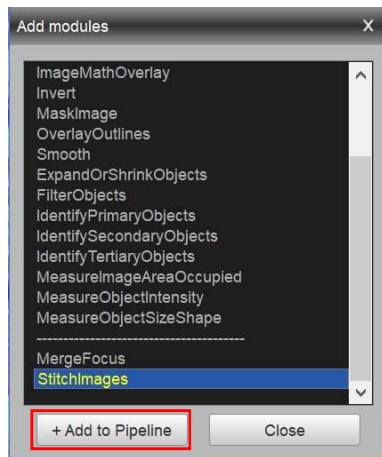 Add modules X
ImageMathOverlay
Invert
MaskImage
OverlayOutlines
Smooth
ExpandOrShrinkObjects
FilterObjects
IdentifyPrimaryObjects
IdentifySecondaryObjects
IdentifyTertiaryObjects
MeasureImageAreaOccupied
MeasureObjectIntensity
MeasureObjectSizeShape
---------------------------------------
MergeFocus
StitchImages
+ Add to Pipeline Close